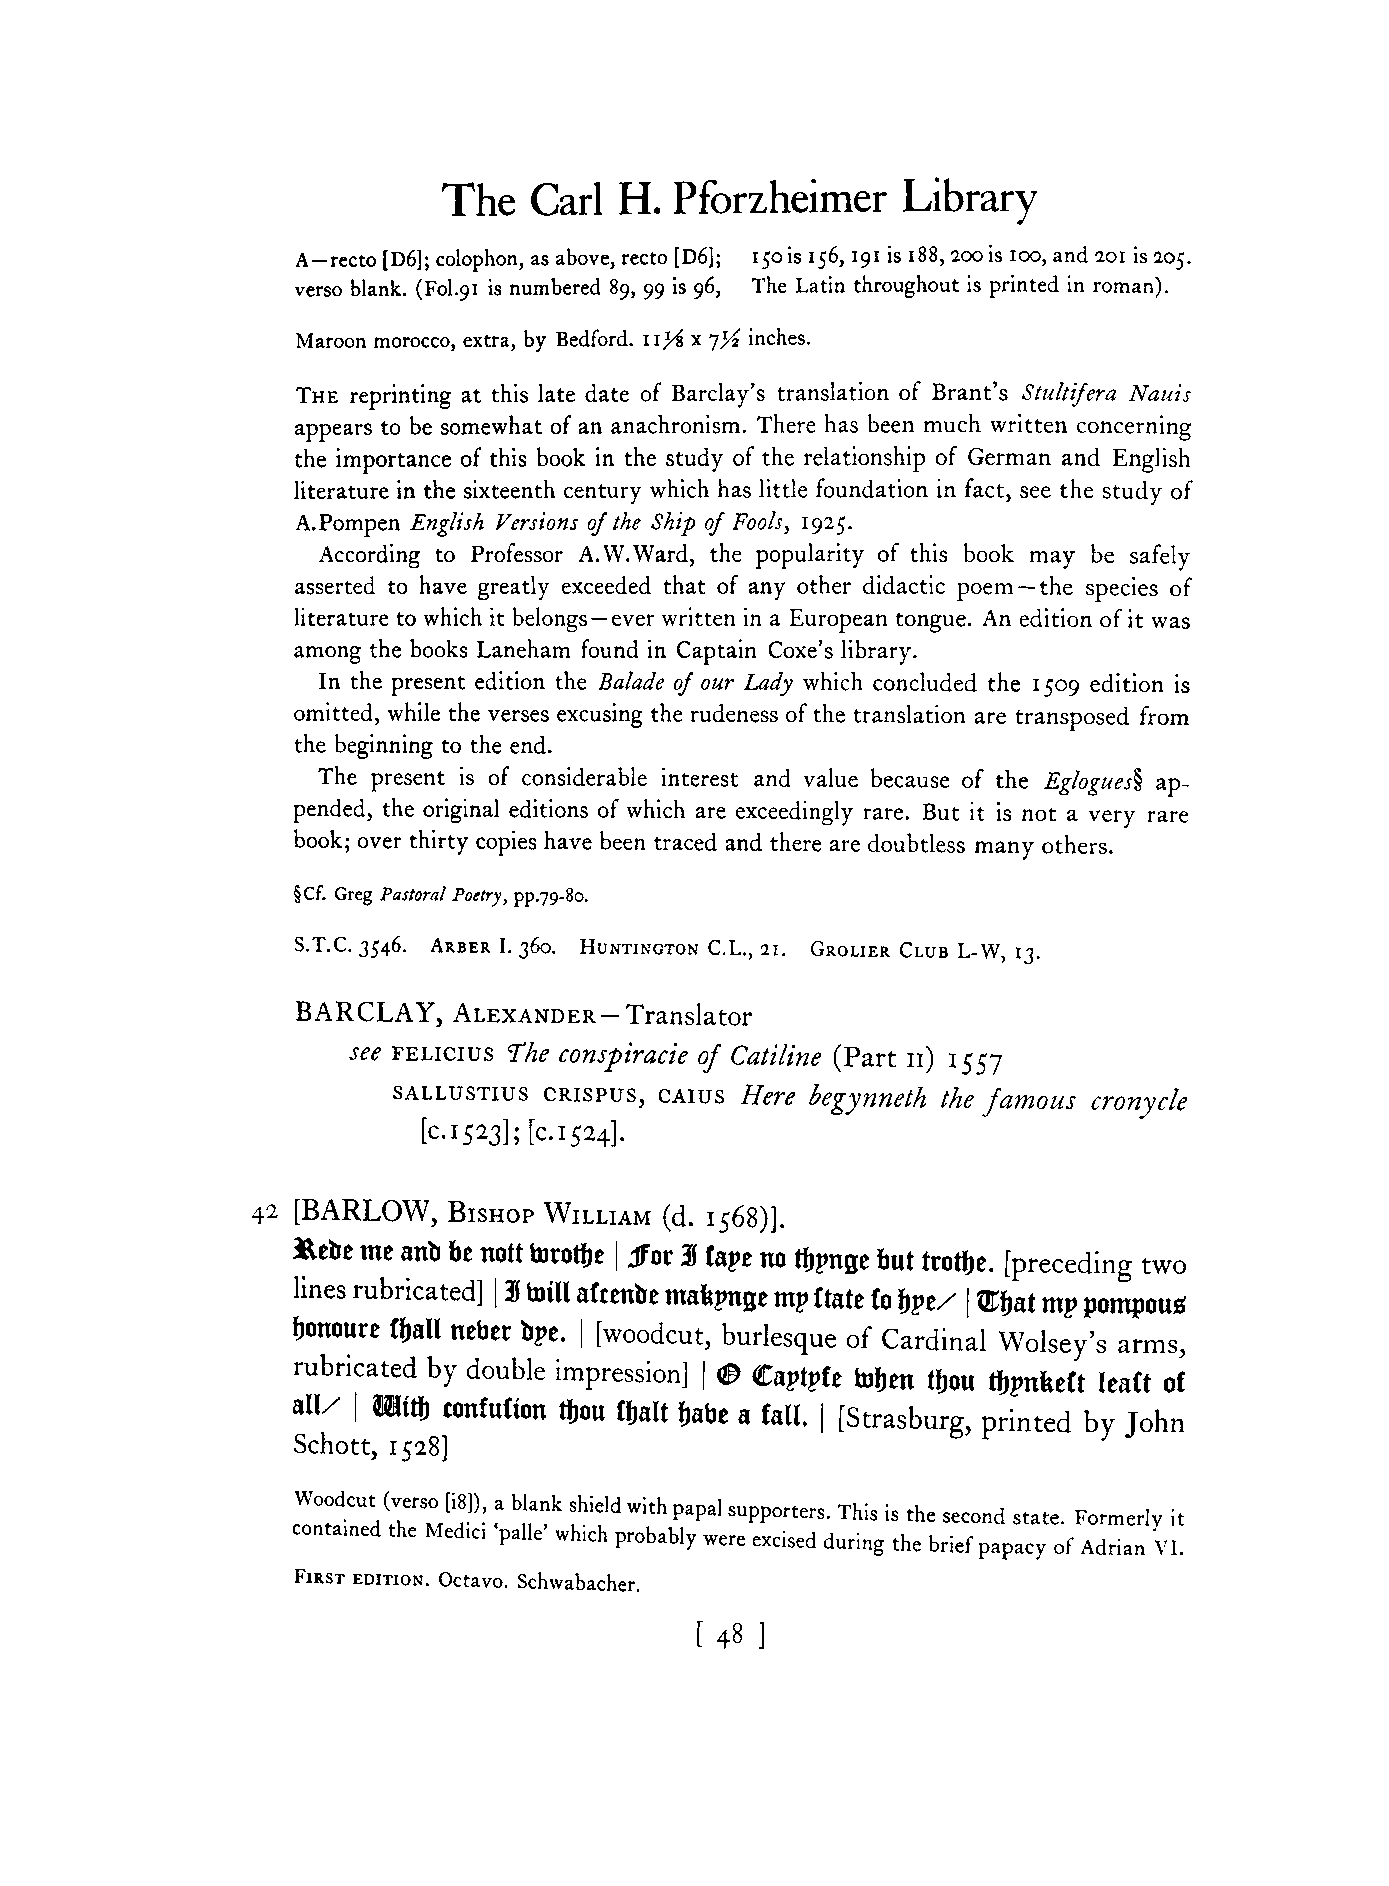 The Carl H. Pforzheimer Library
A—recto [D6]; colophon, as above, recto [D6];
verso blank. (Fol.91 is numbered 89, 99 is 96,
150 is 156, 191 is 188, 200 is 100, and 201 is 205.
The Latin throughout is printed in roman).
Maroon morocco, extra, by Bedford. 11⅛ x 7½ inches.
THE reprinting at this late date of Barclay's translation of Brant's Stultifera Nauis
appears to be somewhat of an anachronism. There has been much written concerning
the importance of this book in the study of the relationship of German and English
literature in the sixteenth century which has little foundation in fact, see the study of
A.Pompen English Versions of the Ship of Fools, 1925.
According to Professor A.W.Ward, the popularity of this book may be safely
asserted to have greatly exceeded that of any other didactic poem—the species of
literature to which it belongs—ever written in a European tongue. An edition of it was
among the books Laneham found in Captain Coxe's library.
In the present edition the Balade of our Lady which concluded the 1509 edition is
omitted, while the verses excusing the rudeness of the translation are transposed from
the beginning to the end.
The present is of considerable interest and value because of the Eglogues§ ap-
pended, the original editions of which are exceedingly rare. But it is not a very rare
book; over thirty copies have been traced and there are doubtless many others.
§Cf. Greg Pastoral Poetry, pp.79-80.
S.T.C. 3546. ARBER I. 360. HUNTINGTON C.L., 21. GROLIER CLUB L-W, 13.
BARCLAY, ALEXANDER—Translator
see FELICIUS The conspiracie of Catiline (Part II) 1557
SALLUSTIUS CRISPUS, CAIUS Here begynneth the famous cronycle
[c.1523]; [c.1524].
42 [BARLOW, BISHOP WILLIAM (d. 1568)].
Rede me and be nott wrothe | For I ſaye no thynge but trothe. [preceding two
lines rubricated] | I will aſcende makynge my ſtate ſo hye/ | That my pompous
honoure ſhall never dye. | [woodcut, burlesque of Cardinal Wolsey's arms,
rubricated by double impression] | O Captyfe when thou thynkeſt leaſt of
all/ | With confuſion thou ſhalt have a fall. | [Strasburg, printed by John
Schott, 1528]
Woodcut (verso [i8]), a blank shield with papal supporters. This is the second state. Formerly it
contained the Medici 'palle' which probably were excised during the brief papacy of Adrian VI.
FIRST EDITION. Octavo. Schwabacher.
[ 48 ]